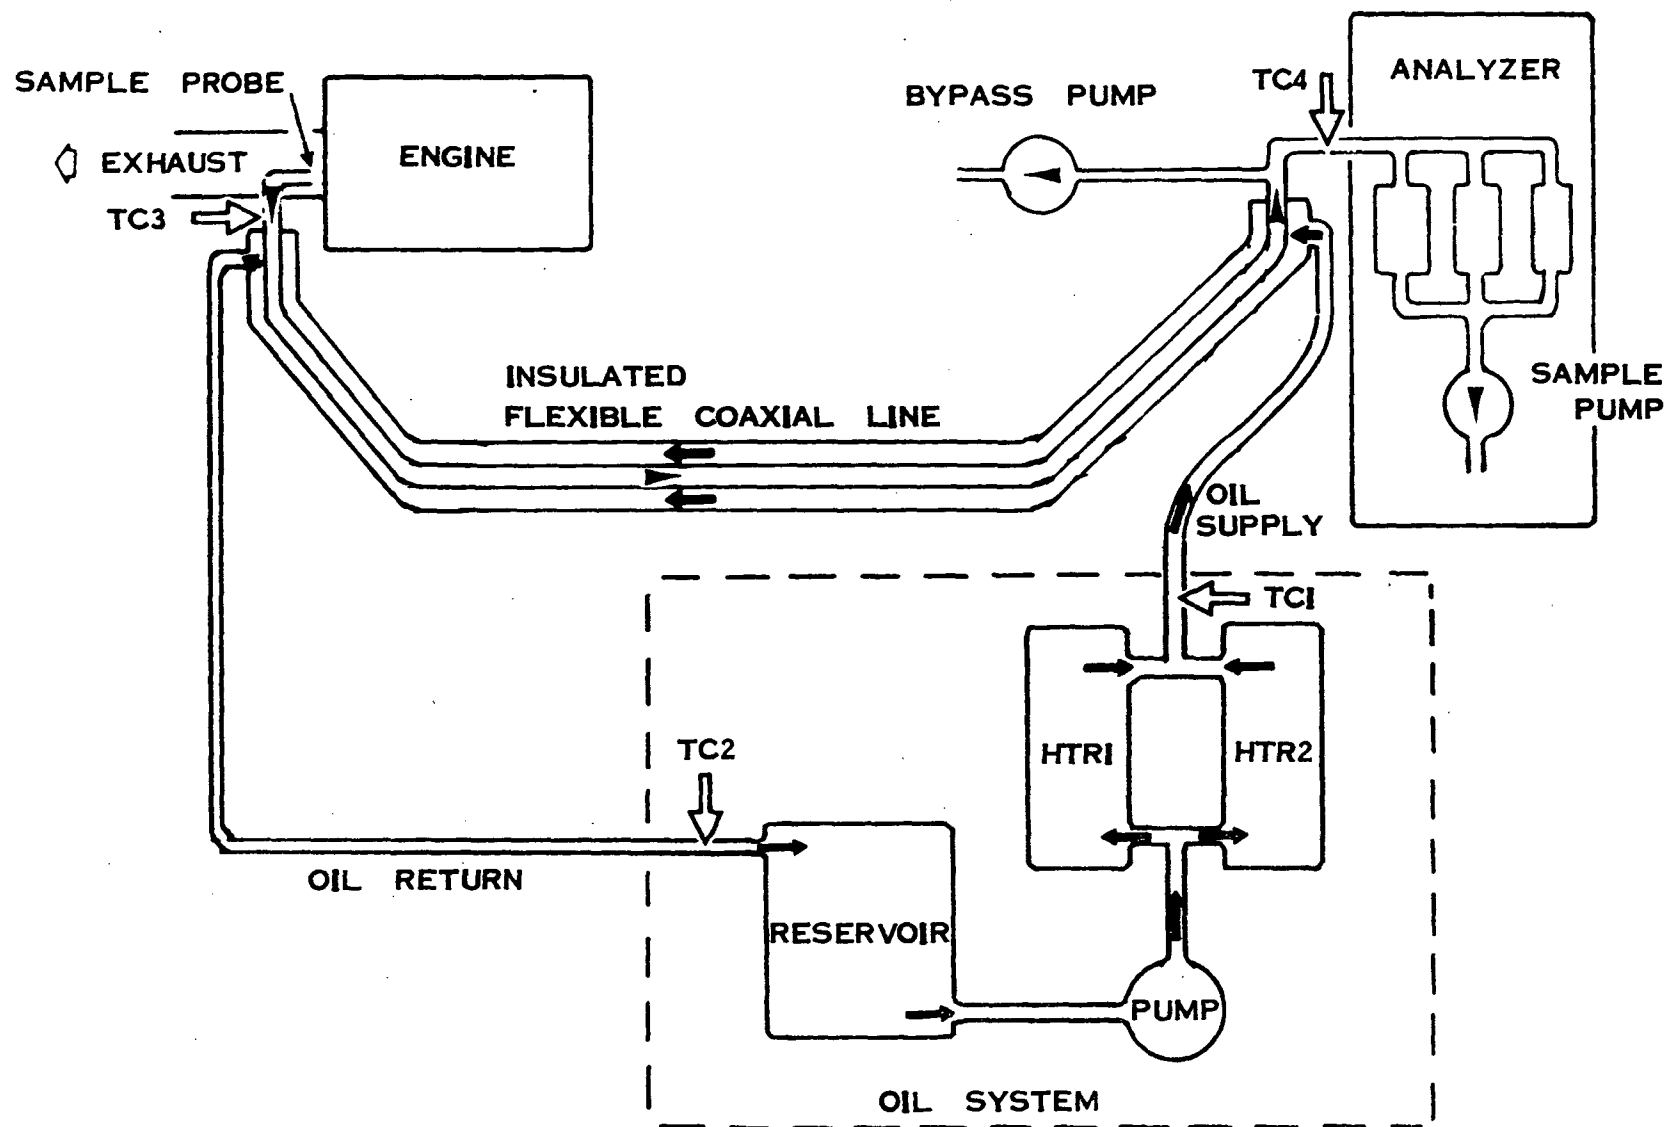 SAMPLE PROBE
EXHAUST
ENGINE
TC3
BYPASS PUMP
TC4
ANALYZER
SAMPLE
PUMP
INSULATED
FLEXIBLE COAXIAL LINE
OIL
SUPPLY
TC1
HTR1
HTR2
TC2
OIL RETURN
RESERVOIR
PUMP
OIL SYSTEM